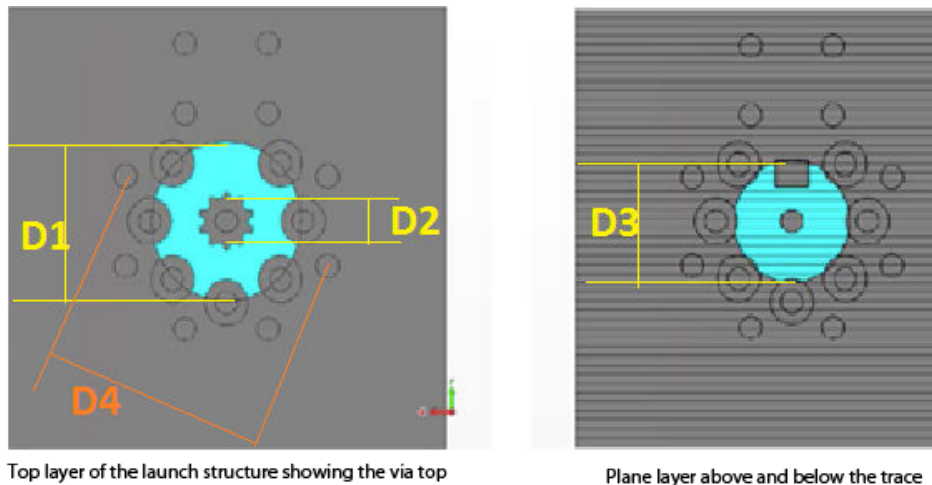 D1
D2
D3
D4
Top layer of the launch structure showing the via top
Plane layer above and below the trace